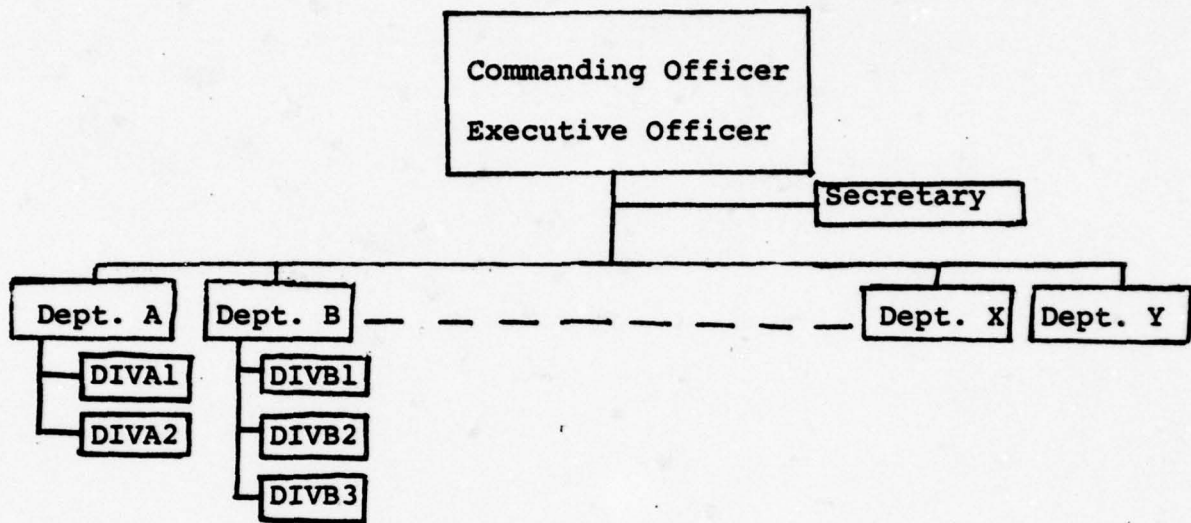 Commanding Officer
Executive Officer
Secretary
Dept. A
Dept. B
Dept. X
Dept. Y
DIVA1
DIVB1
DIVA2
DIVB2
DIVB3